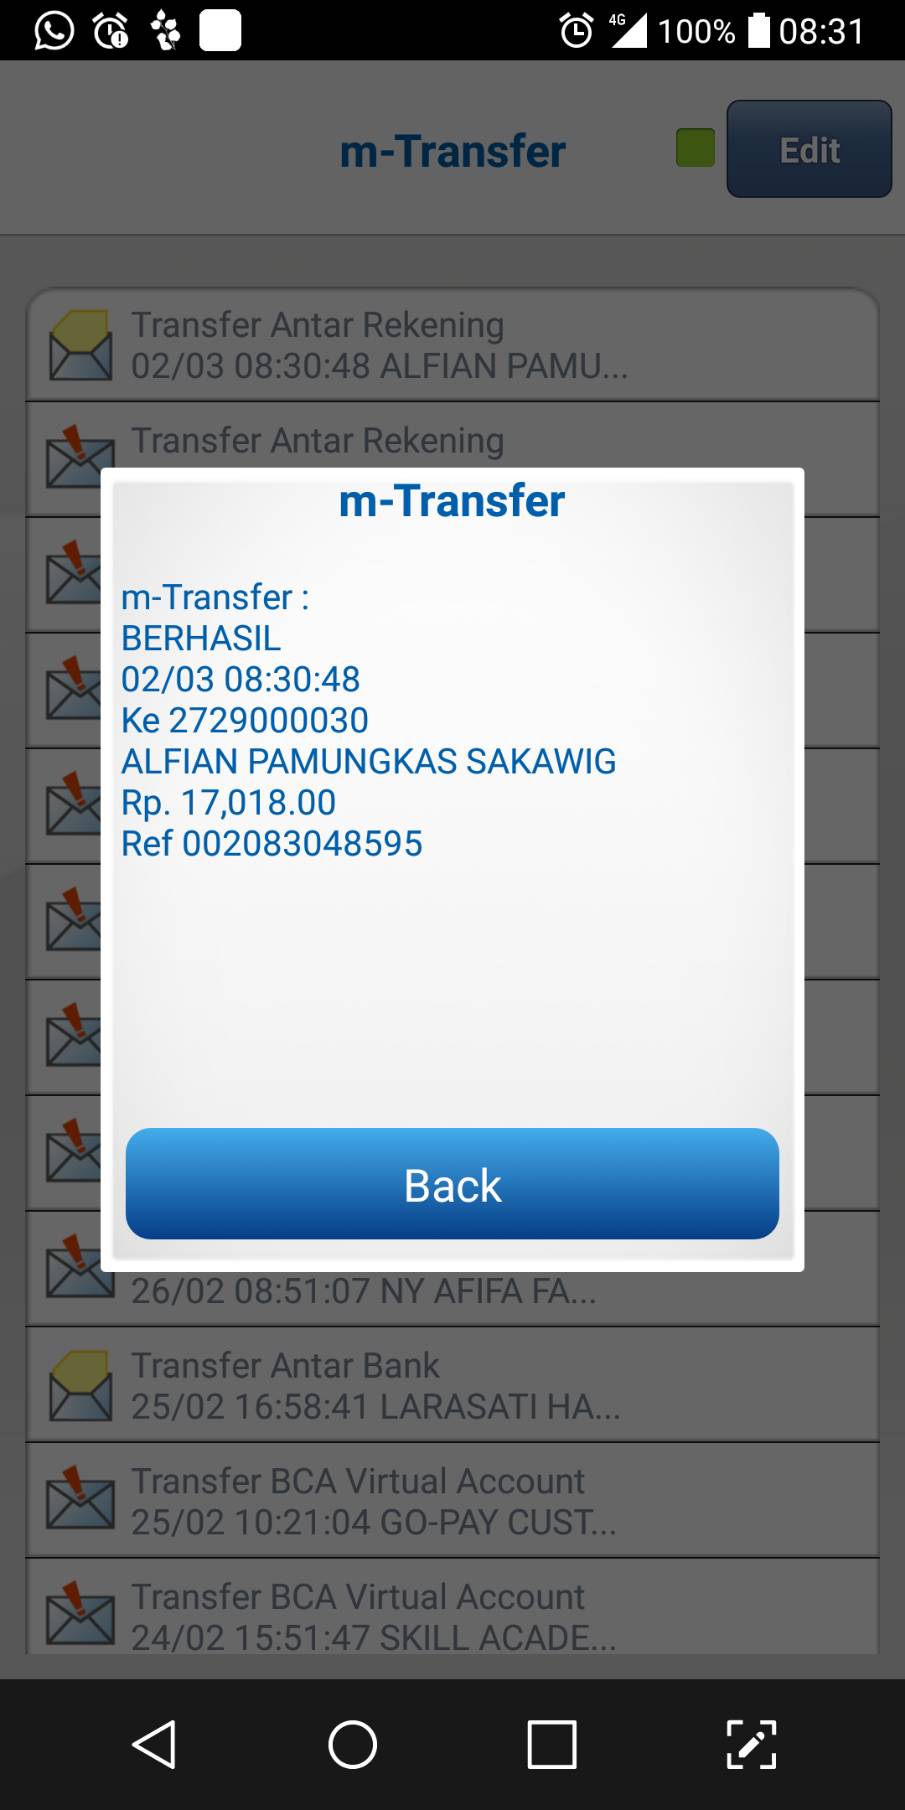 4G 100% 08:31
m-Transfer
Edit
Transfer Antar Rekening
02/03 08:30:48 ALFIAN PAMU...
Transfer Antar Rekening
m-Transfer
m-Transfer :
BERHASIL
02/03 08:30:48
Ke 2729000030
ALFIAN PAMUNGKAS SAKAWIG
Rp. 17,018.00
Ref 002083048595
Back
26/02 08:51:07 NY AFIFA FA...
Transfer Antar Bank
25/02 16:58:41 LARASATI HA...
Transfer BCA Virtual Account
25/02 10:21:04 GO-PAY CUST...
Transfer BCA Virtual Account
24/02 15:51:47 SKILL ACADE...